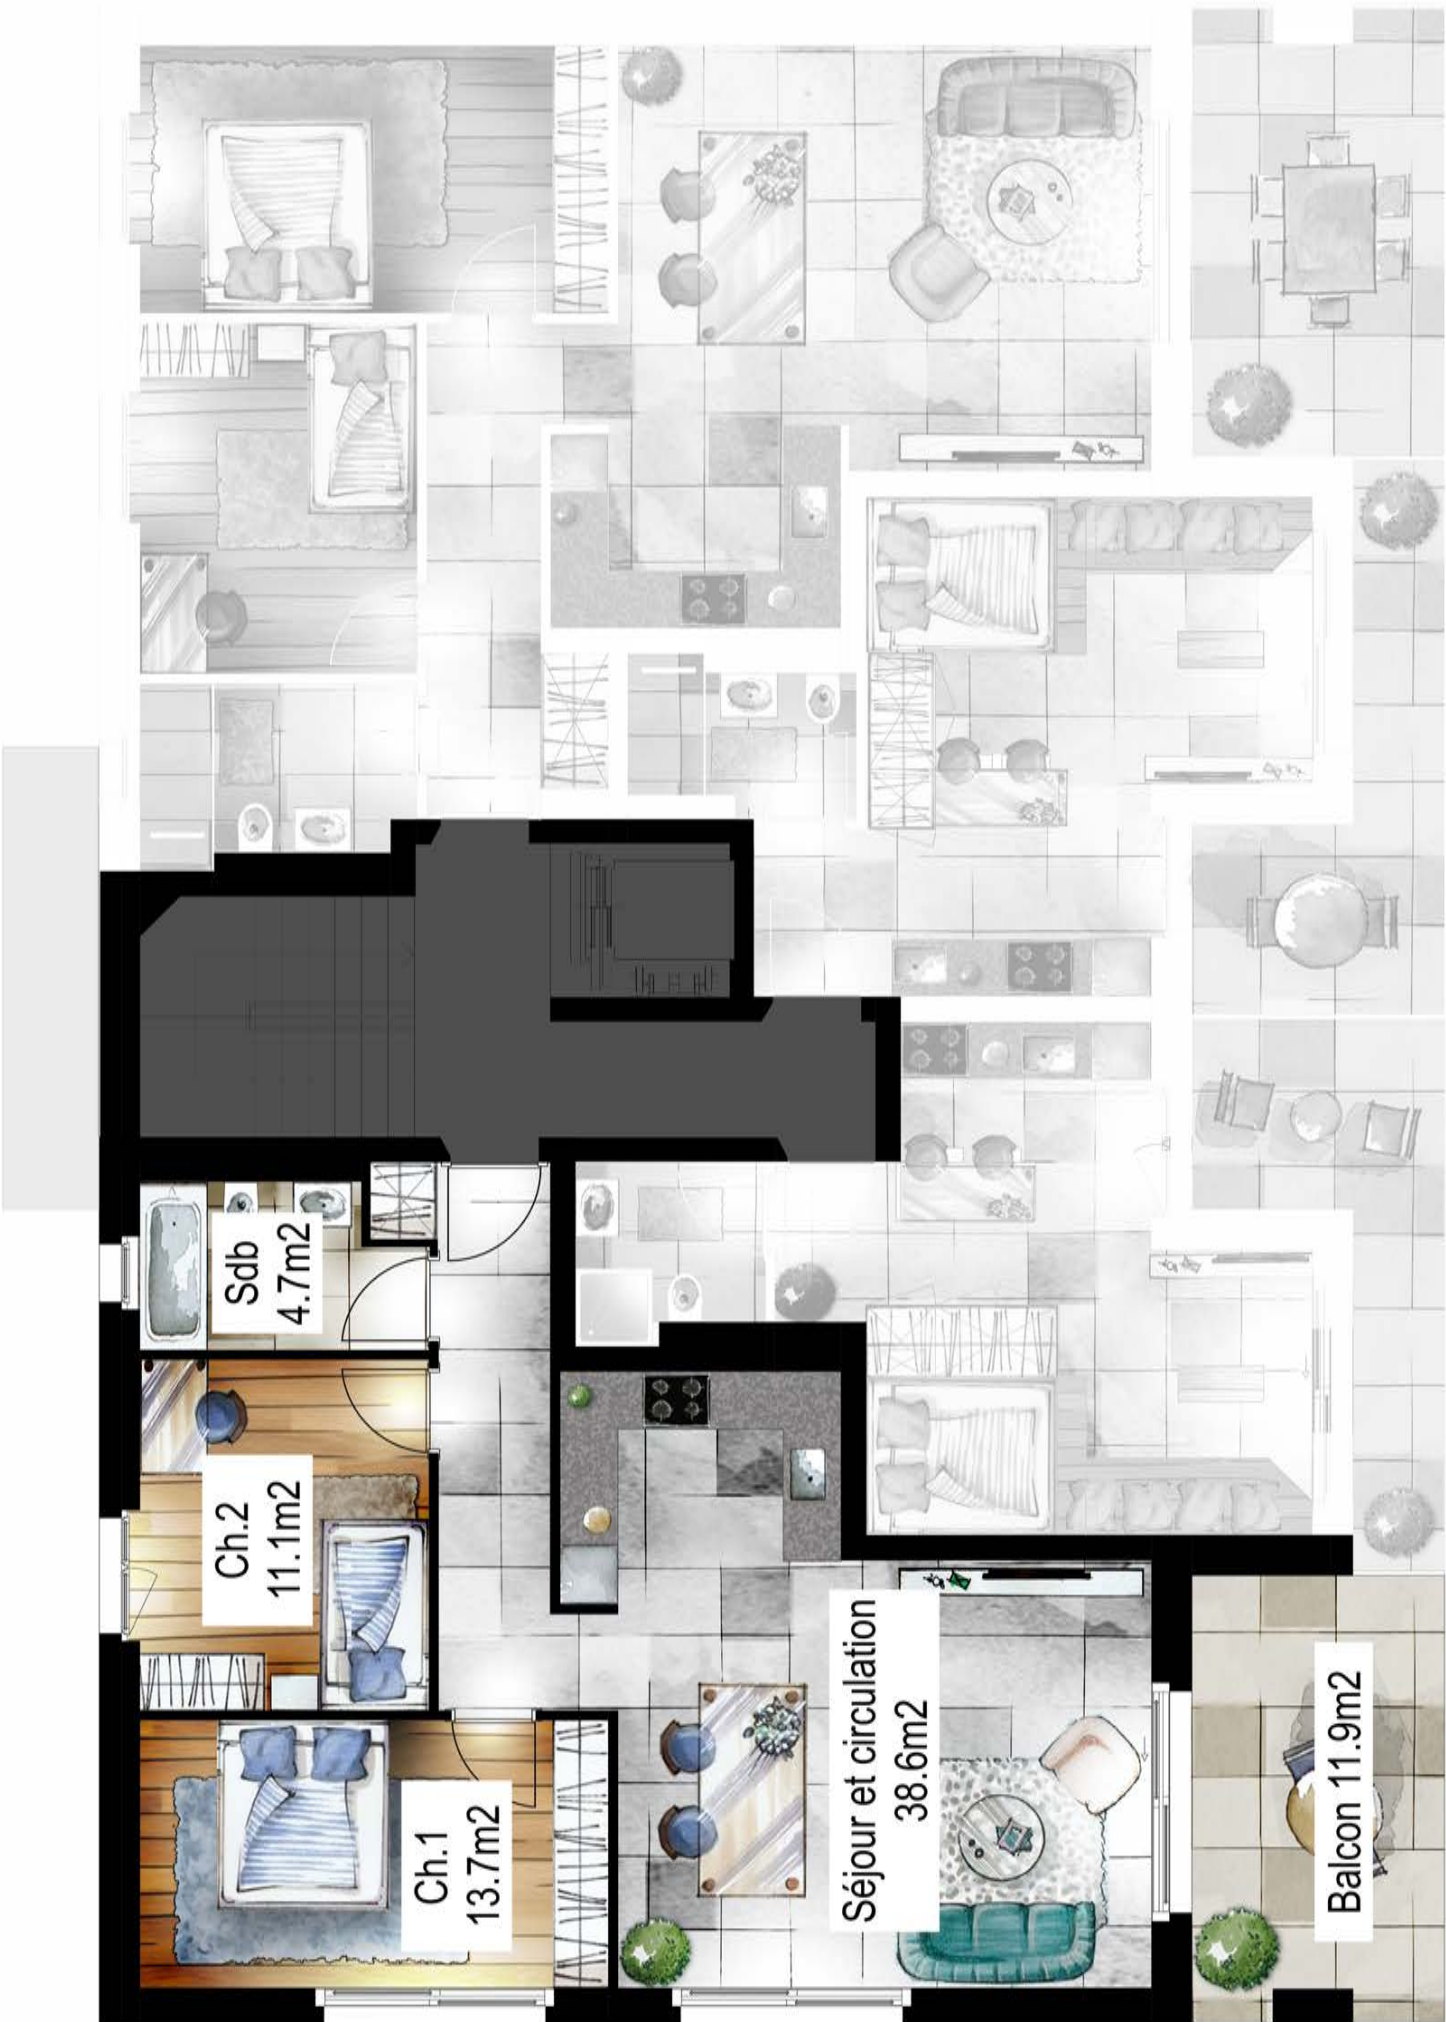 Sdb
4.7m2
Ch.2
11.1m2
Ch.1
13.7m2
Séjour et circulation
38.6m2
Balcon 11.9m2